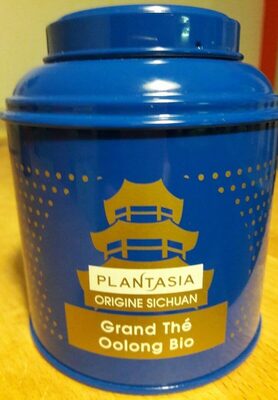 PLANTASIA
ORIGINE SICHUAN
Grand Thé
Oolong Bio